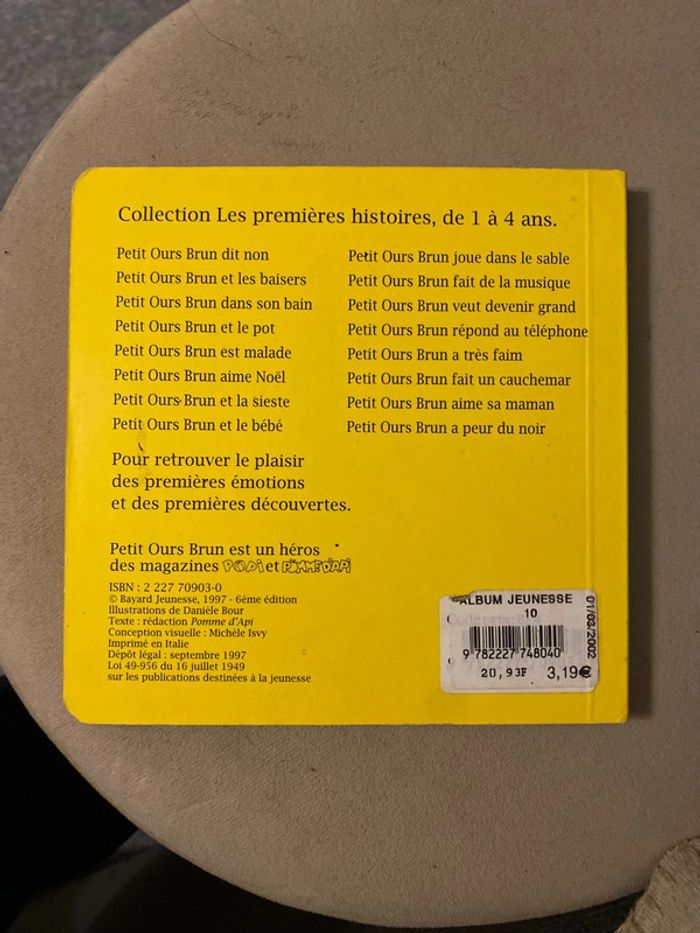 Collection Les premières histoires, de 1 à 4 ans.
Petit Ours Brun dit non
Petit Ours Brun et les baisers
Petit Ours Brun dans son bain
Petit Ours Brun et le pot
Petit Ours Brun est malade
Petit Ours Brun aime Noël
Petit Ours Brun et la sieste
Petit Ours Brun et le bébé
Petit Ours Brun joue dans le sable
Petit Ours Brun fait de la musique
Petit Ours Brun veut devenir grand
Petit Ours Brun répond au téléphone
Petit Ours Brun a très faim
Petit Ours Brun fait un cauchemar
Petit Ours Brun aime sa maman
Petit Ours Brun a peur du noir
Pour retrouver le plaisir
des premières émotions
et des premières découvertes.
Petit Ours Brun est un héros
des magazines POPi et POMME D'API
ISBN : 2 227 70903-0
© Bayard Jeunesse, 1997 - 6ème édition
Illustrations de Danièle Bour
Texte : rédaction Pomme d'Api
Conception visuelle : Michèle Isvy
Imprimé en Italie
Dépôt légal : septembre 1997
Loi 49-956 du 16 juillet 1949
sur les publications destinées à la jeunesse
ALBUM JEUNESSE
10
9 782227 748040
20,93F 3,19€
01/03/2002